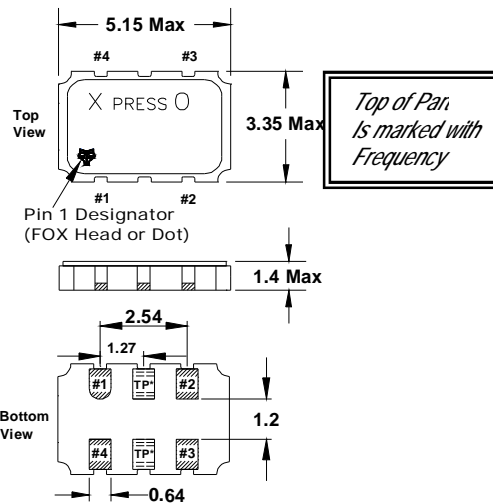 5.15 Max
#4
#3
X PRESS O
Top
View
3.35 Max
Top of Part
Is marked with
Frequency
#1
#2
Pin 1 Designator
(FOX Head or Dot)
1.4 Max
2.54
1.27
#1
TP*
#2
Bottom
View
1.2
#4
TP*
#3
0.64